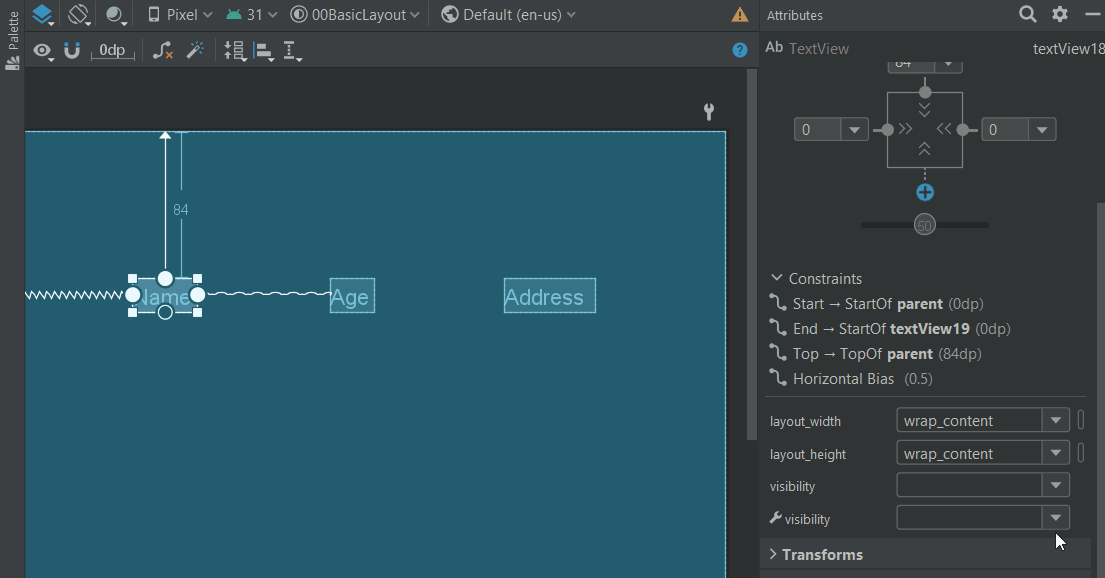 Palette
Pixel
31
00BasicLayout
Default (en-us)
Attributes
0dp
?
Ab TextView
textView18
84
0
0
50
84
Name
Age
Address
Constraints
Start → StartOf parent (0dp)
End → StartOf textView19 (0dp)
Top → TopOf parent (84dp)
Horizontal Bias (0.5)
layout_width
wrap_content
layout_height
wrap_content
visibility
visibility
Transforms